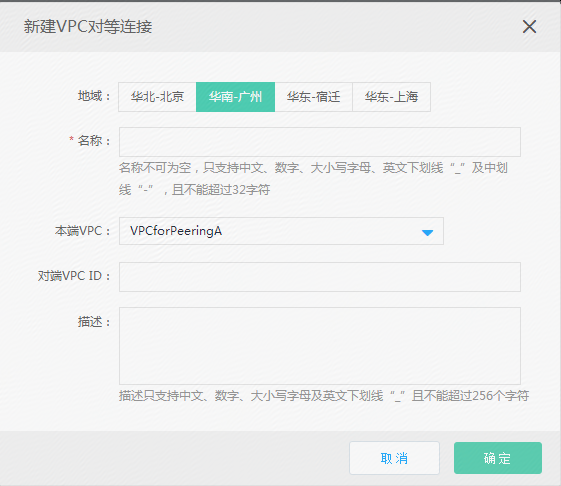 新建VPC对等连接
地域： 华北-北京 华南-广州 华东-宿迁 华东-上海
* 名称：
名称不可为空，只支持中文、数字、大小写字母、英文下划线“_”及中划
线“-”，且不能超过32字符
本端VPC： VPCforPeeringA
对端VPC ID：
描述：
描述只支持中文、数字、大小写字母及英文下划线“_”且不能超过256个字符
取消 确定